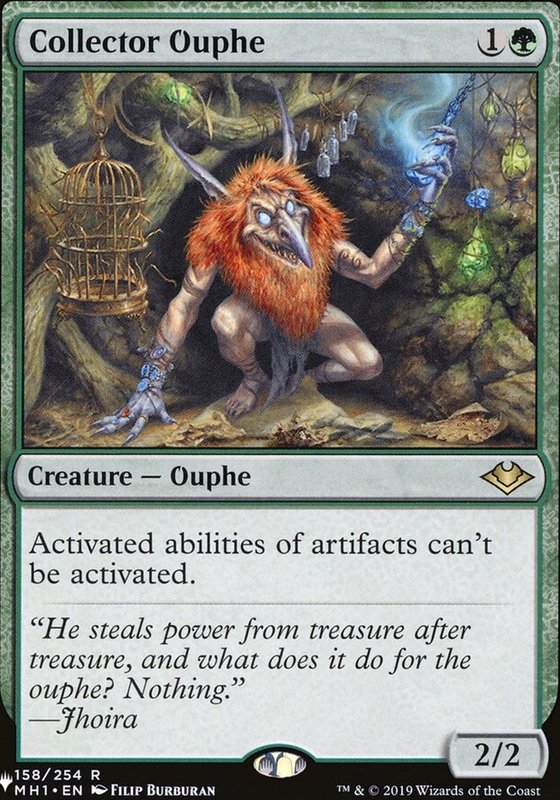 Collector Ouphe 1
Creature — Ouphe
Activated abilities of artifacts can't
be activated.
“He steals power from treasure after
treasure, and what does it do for the
ouphe? Nothing.”
—Jhoira
2/2
158/254 R
MH1 • EN Filip Burburan
™ & © 2019 Wizards of the Coast